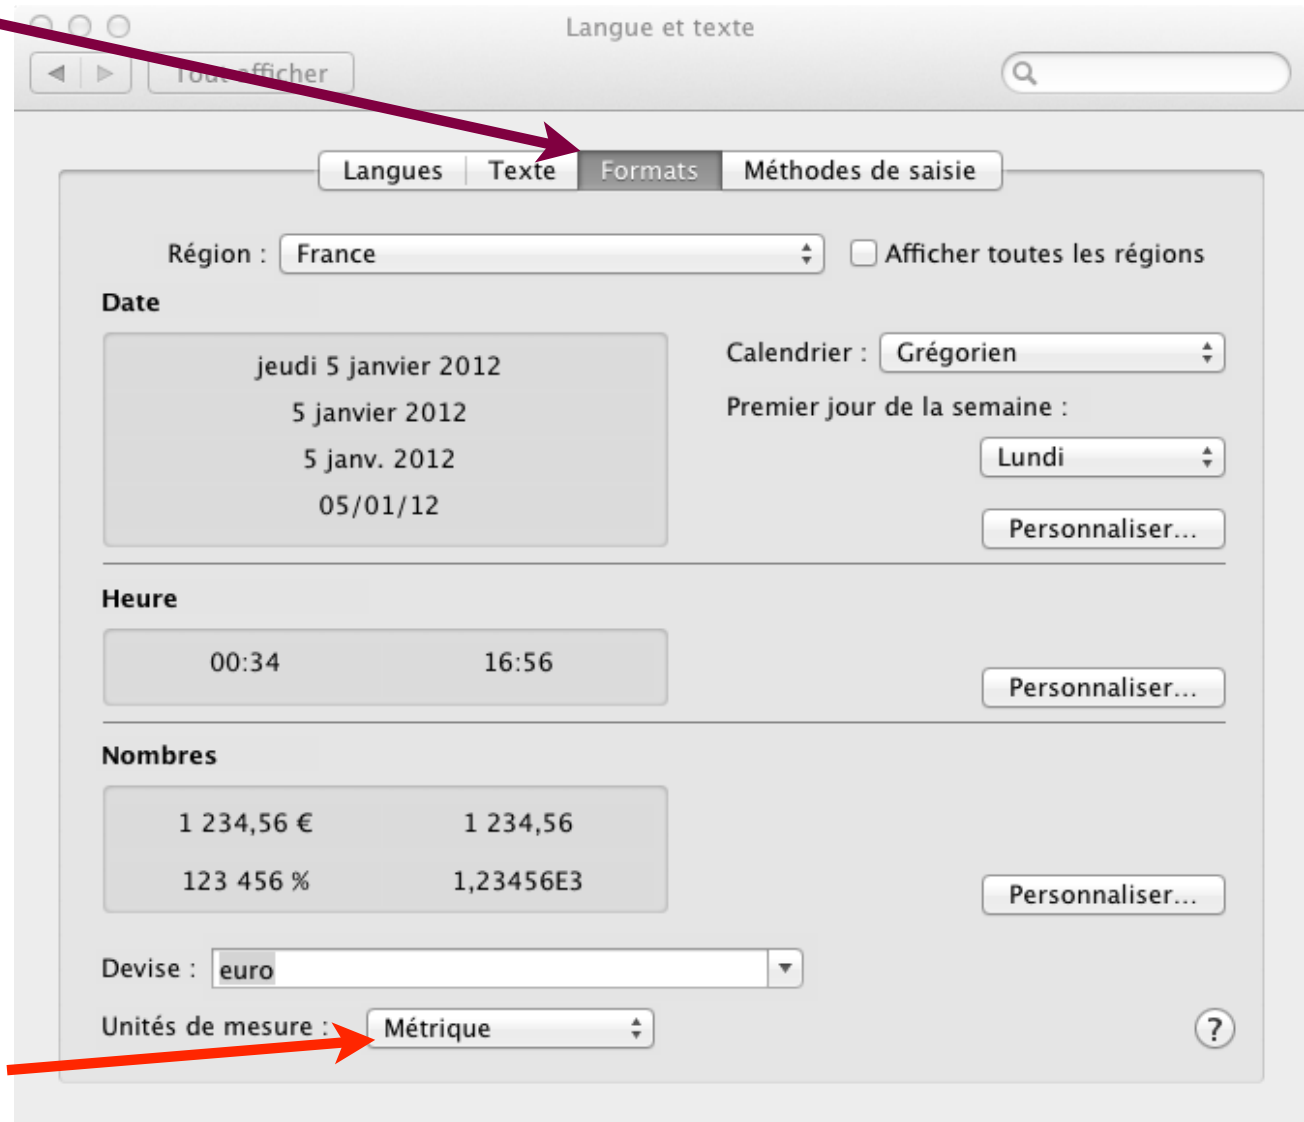 Langue et texte
Tout afficher
Langues Texte Formats Méthodes de saisie
Région : France Afficher toutes les régions
Date
jeudi 5 janvier 2012
5 janvier 2012
5 janv. 2012
05/01/12
Calendrier : Grégorien
Premier jour de la semaine :
Lundi
Personnaliser...
Heure
00:34 16:56
Personnaliser...
Nombres
1 234,56 € 1 234,56
123 456 % 1,23456E3
Personnaliser...
Devise : euro
Unités de mesure : Métrique
?